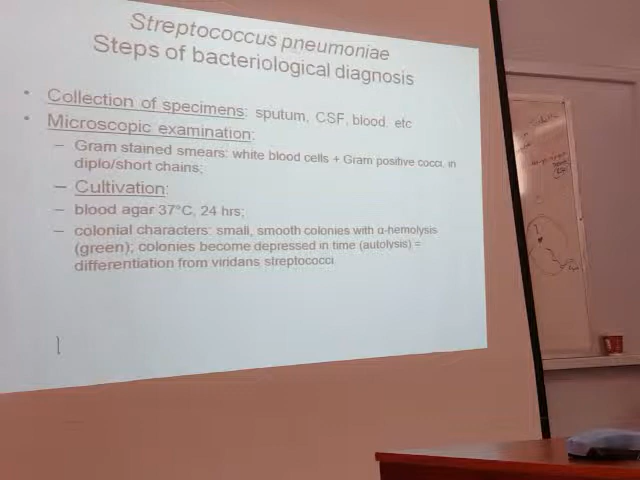 Streptococcus pneumoniae
Steps of bacteriological diagnosis
• Collection of specimens: sputum, CSF, blood, etc
• Microscopic examination:
– Gram stained smears: white blood cells + Gram positive cocci, in
diplo/short chains;
– Cultivation:
– blood agar 37°C, 24 hrs;
– colonial characters: small, smooth colonies with α-hemolysis
(green); colonies become depressed in time (autolysis) =
differentiation from viridans streptococci